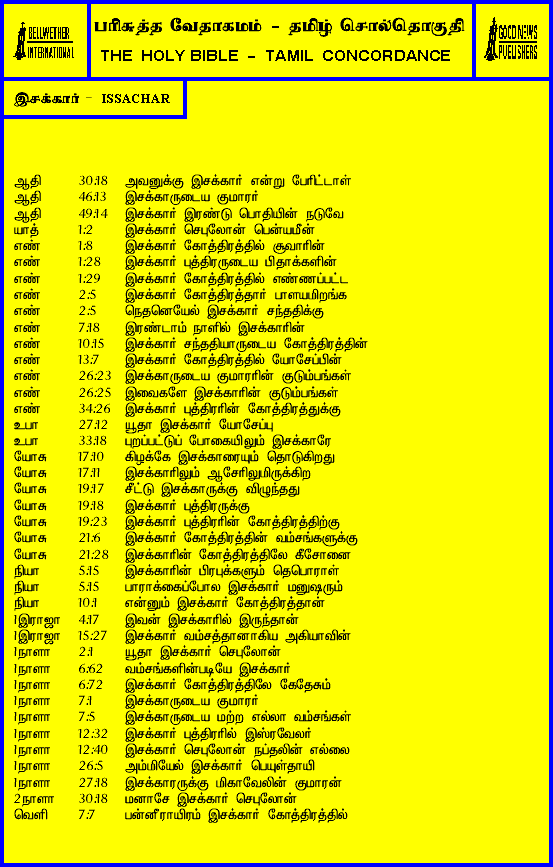 BELLWETHER
INTERNATIONAL
பரிசுத்த வேதாகமம் - தமிழ் சொல்தொகுதி
THE HOLY BIBLE - TAMIL CONCORDANCE
GOOD NEWS
PUBLISHERS
இசக்கார் - ISSACHAR
ஆதி 30:18 அவனுக்கு இசக்கார் என்று பேரிட்டாள்
ஆதி 46:13 இசக்காருடைய குமாரர்
ஆதி 49:14 இசக்கார் இரண்டு பொதியின் நடுவே
யாத் 1:2 இசக்கார் செபுலோன் பென்யமீன்
எண் 1:8 இசக்கார் கோத்திரத்தில் சூவாரின்
எண் 1:28 இசக்கார் புத்திரருடைய பிதாக்களின்
எண் 1:29 இசக்கார் கோத்திரத்தில் எண்ணப்பட்ட
எண் 2:5 இசக்கார் கோத்திரத்தார் பாளயமிறங்க
எண் 2:5 நெதனெயேல் இசக்கார் சந்ததிக்கு
எண் 7:18 இரண்டாம் நாளில் இசக்காரின்
எண் 10:15 இசக்கார் சந்ததியாருடைய கோத்திரத்தின்
எண் 13:7 இசக்கார் கோத்திரத்தில் யோசேப்பின்
எண் 26:23 இசக்காருடைய குமாரரின் குடும்பங்கள்
எண் 26:25 இவைகளே இசக்காரின் குடும்பங்கள்
எண் 34:26 இசக்கார் புத்திரரின் கோத்திரத்துக்கு
உபா 27:12 யூதா இசக்கார் யோசேப்பு
உபா 33:18 புறப்பட்டுப் போகையிலும் இசக்காரே
யோசு 17:10 கிழக்கே இசக்காரையும் தொடுகிறது
யோசு 17:11 இசக்காரிலும் ஆசேரிலுமிருக்கிற
யோசு 19:17 சீட்டு இசக்காருக்கு விழுந்தது
யோசு 19:18 இசக்கார் புத்திரருக்கு
யோசு 19:23 இசக்கார் புத்திரரின் கோத்திரத்திற்கு
யோசு 21:6 இசக்கார் கோத்திரத்தின் வம்சங்களுக்கு
யோசு 21:28 இசக்காரின் கோத்திரத்திலே கீசோனை
நியா 5:15 இசக்காரின் பிரபுக்களும் தெபொராள்
நியா 5:15 பாராக்கைப்போல இசக்கார் மனுஷரும்
நியா 10:1 என்னும் இசக்கார் கோத்திரத்தான்
1இராஜா 4:17 இவன் இசக்காரில் இருந்தான்
1இராஜா 15:27 இசக்கார் வம்சத்தானாகிய அகியாவின்
1நாளா 2:1 யூதா இசக்கார் செபுலோன்
1நாளா 6:62 வம்சங்களின்படியே இசக்கார்
1நாளா 6:72 இசக்கார் கோத்திரத்திலே கேதேசும்
1நாளா 7:1 இசக்காருடைய குமாரர்
1நாளா 7:5 இசக்காருடைய மற்ற எல்லா வம்சங்கள்
1நாளா 12:32 இசக்கார் புத்திரரில் இஸ்ரவேலர்
1நாளா 12:40 இசக்கார் செபுலோன் நப்தலின் எல்லை
1நாளா 26:5 அம்மியேல் இசக்கார் பெயுள்தாயி
1நாளா 27:18 இசக்காரருக்கு மிகாவேலின் குமாரன்
2நாளா 30:18 மனாசே இசக்கார் செபுலோன்
வெளி 7:7 பன்னீராயிரம் இசக்கார் கோத்திரத்தில்